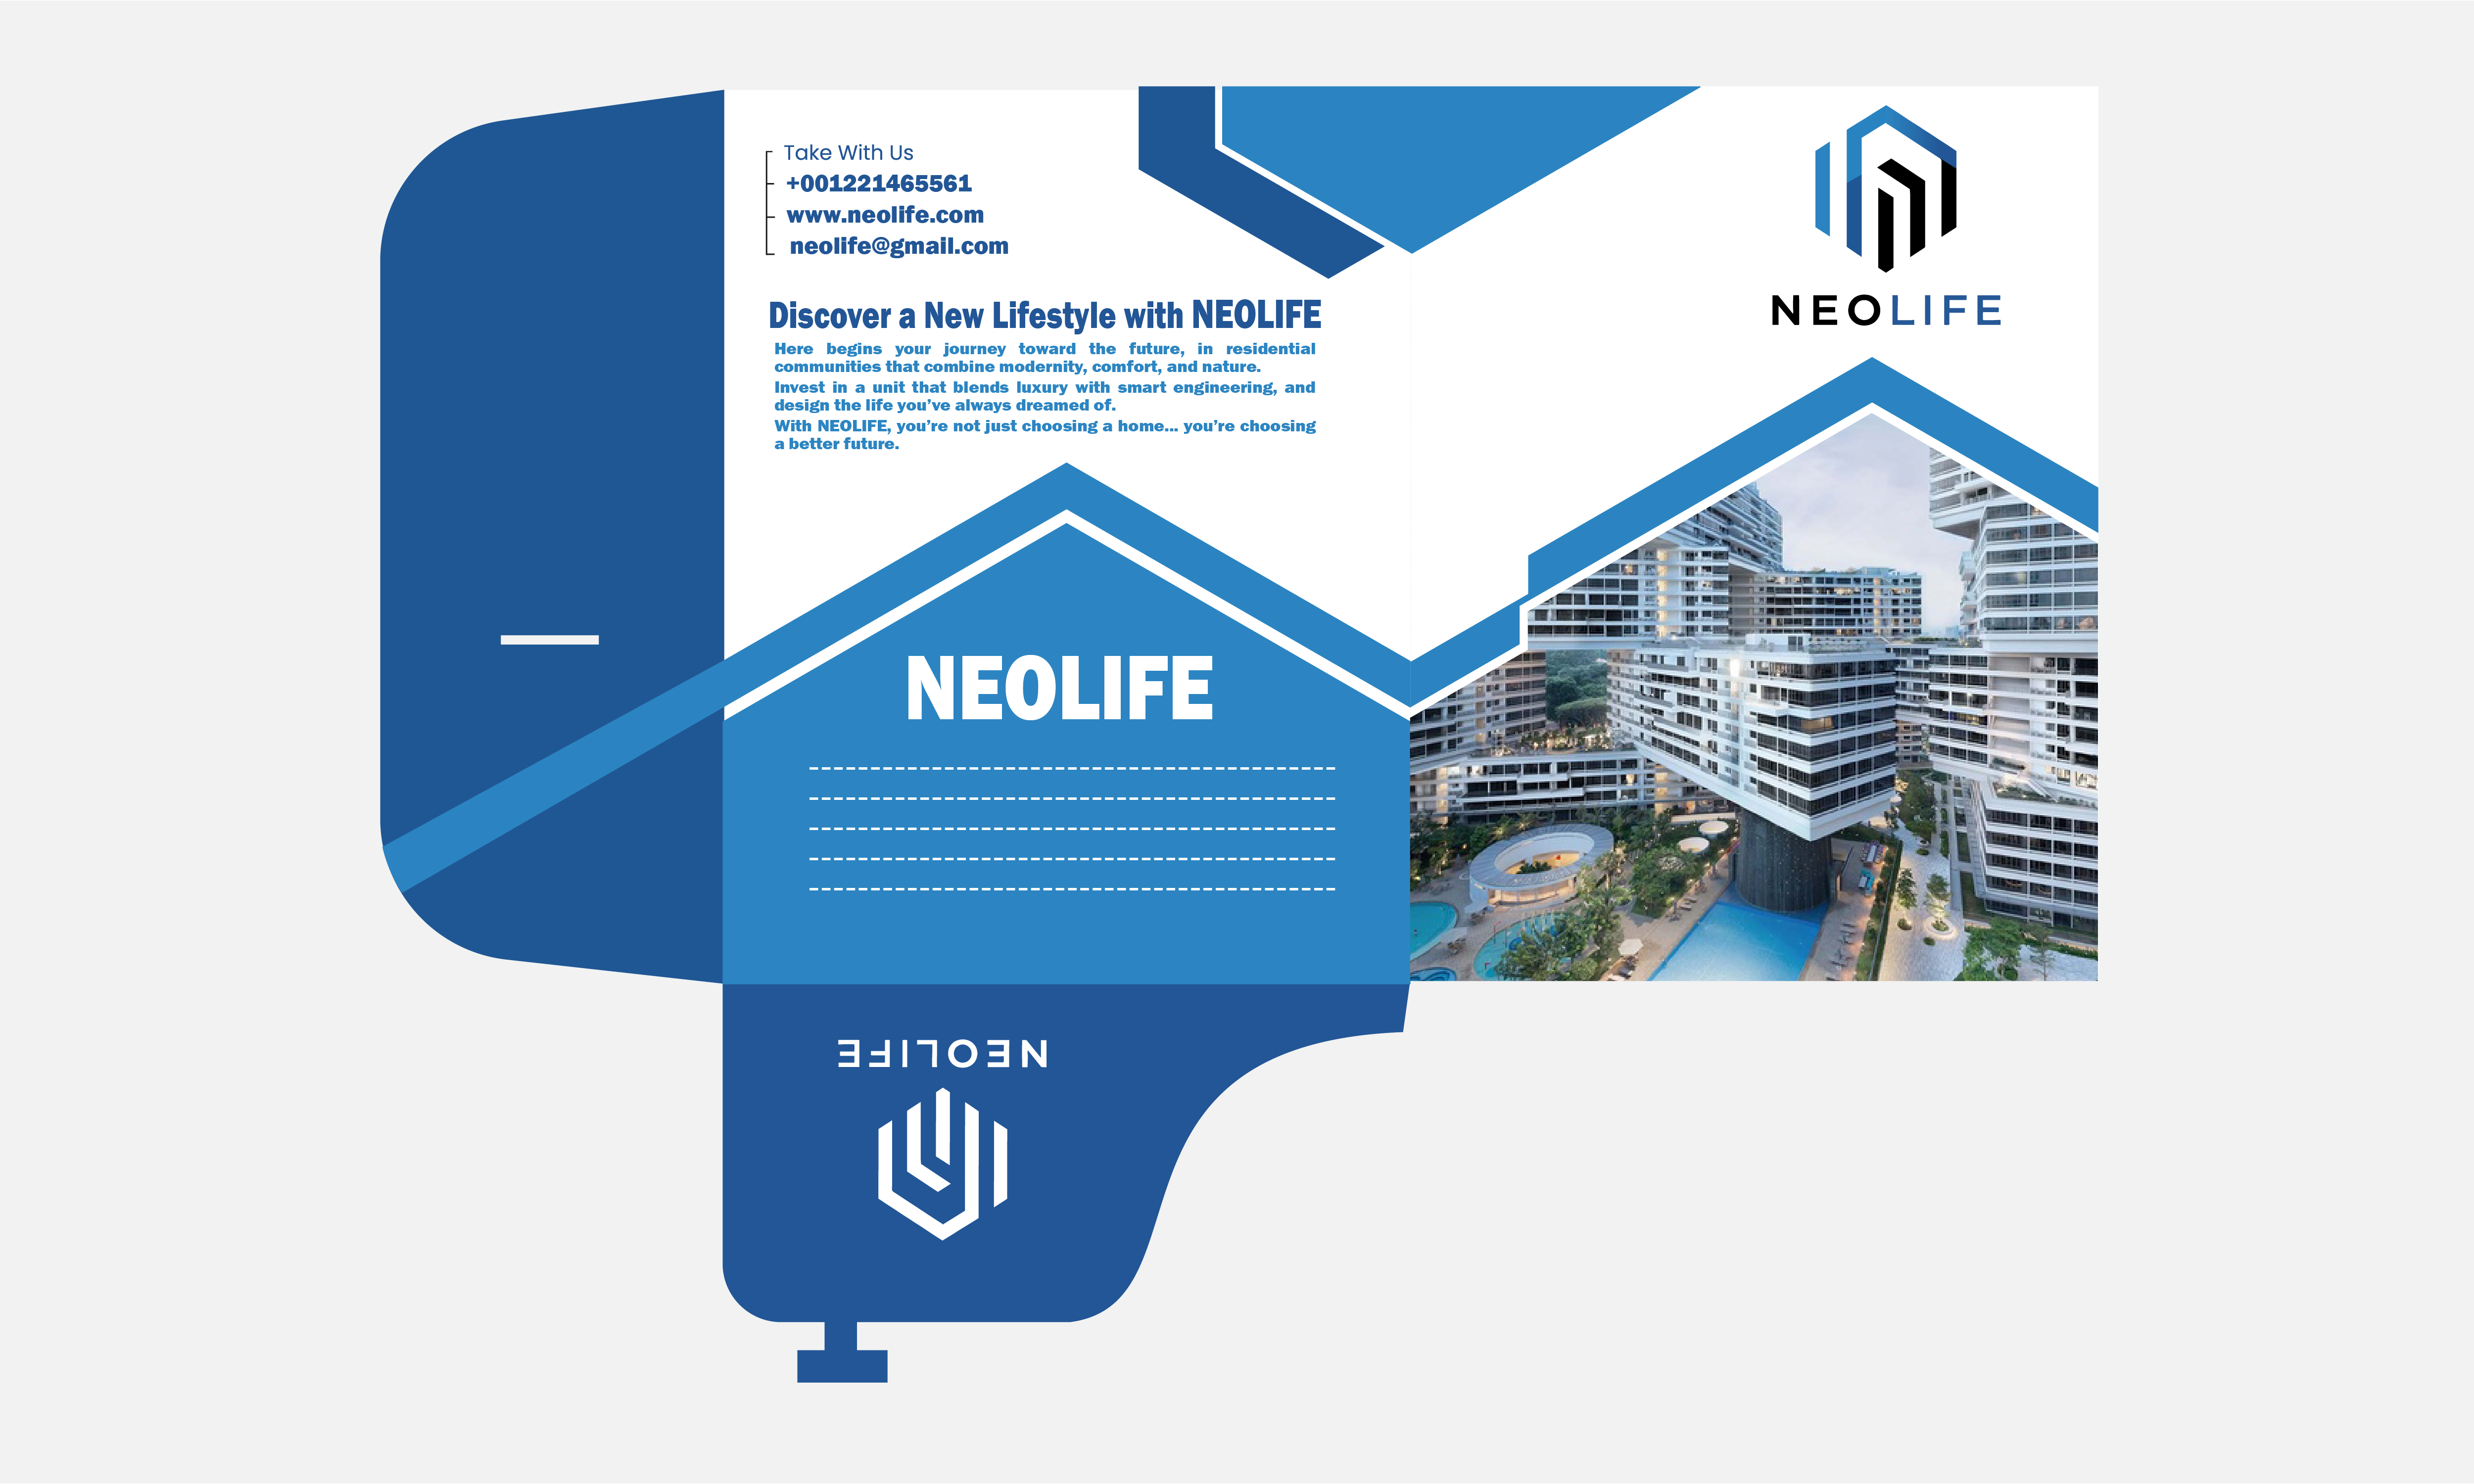 Take With Us
+001221465561
www.neolife.com
neolife@gmail.com
Discover a New Lifestyle with NEOLIFE
Here begins your journey toward the future, in residential
communities that combine modernity, comfort, and nature.
Invest in a unit that blends luxury with smart engineering, and
design the life you’ve always dreamed of.
With NEOLIFE, you’re not just choosing a home... you’re choosing
a better future.
NEOLIFE
NEOLIFE
NEOLIFE